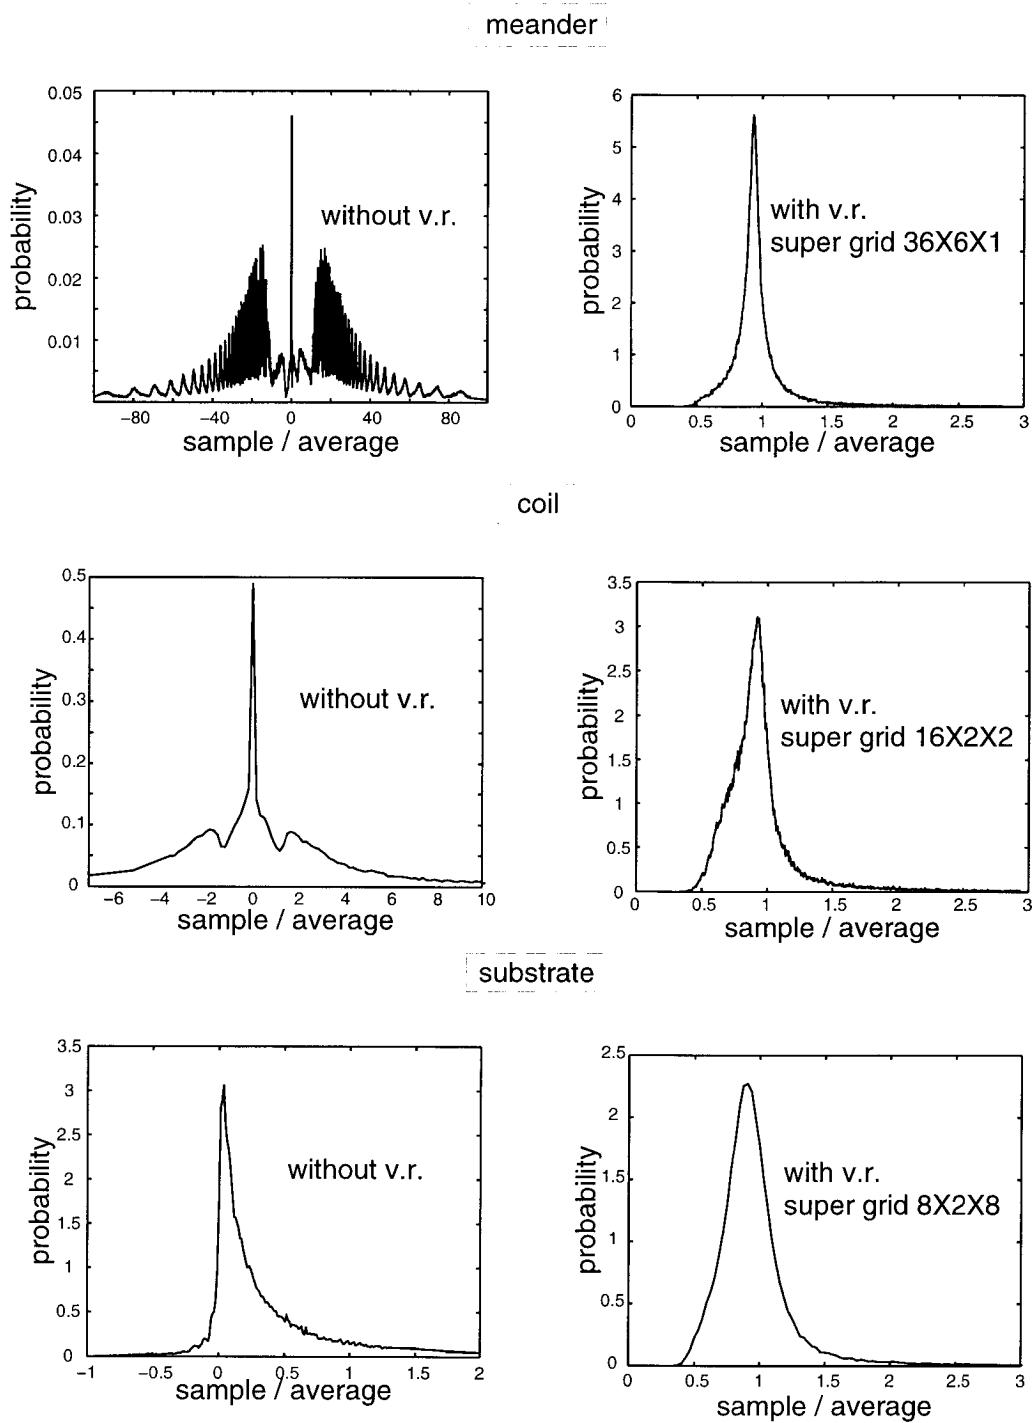 meander
0.05
0.04
0.03
0.02
0.01
probability
without v.r.
−80 −40 0 40 80
sample / average
6
5
4
3
2
1
0
probability
with v.r.
super grid 36X6X1
0 0.5 1 1.5 2 2.5 3
sample / average
coil
0.5
0.4
0.3
0.2
0.1
0
probability
without v.r.
−6 −4 −2 0 2 4 6 8 10
sample / average
3.5
3
2.5
2
1.5
1
0.5
0
probability
with v.r.
super grid 16X2X2
0 0.5 1 1.5 2 2.5 3
sample / average
substrate
3.5
3
2.5
2
1.5
1
0.5
0
probability
without v.r.
−1 −0.5 0 0.5 1 1.5 2
sample / average
2.5
2
1.5
1
0.5
0
probability
with v.r.
super grid 8X2X8
0 0.5 1 1.5 2 2.5 3
sample / average